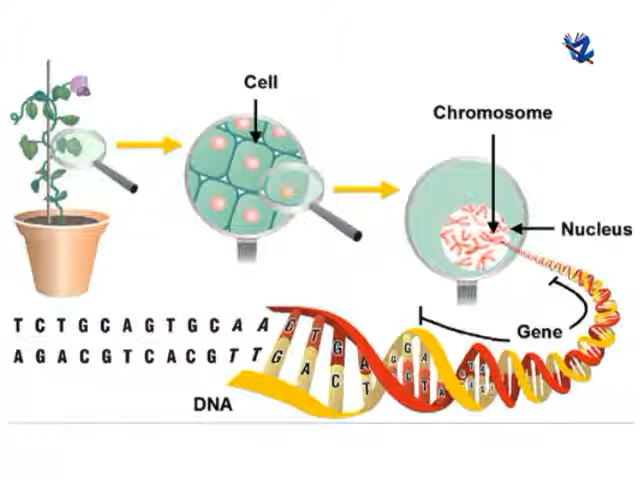 Cell
Chromosome
Nucleus
Gene
T C T G C A G T G C A A G T G A G A
A G A C G T C A C G T T G A C T C T
DNA